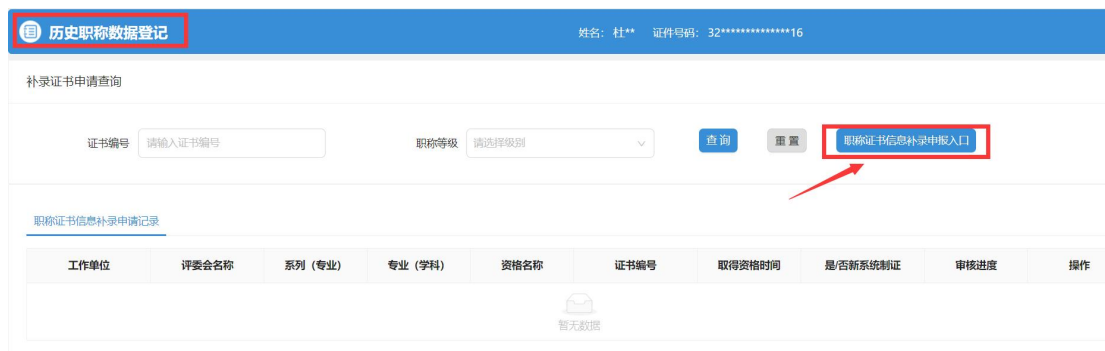 历史职称数据登记 姓名：杜** 证件号码：32**************16
补录证书申请查询
证书编号 请输入证书编号 职称等级 请选择级别 查询 重置 职称证书信息补录申报入口
职称证书信息补录申请记录
工作单位 评委会名称 系列（专业） 专业（学科） 资格名称 证书编号 取得资格时间 是/否新系统制证 审核进度 操作
暂无数据